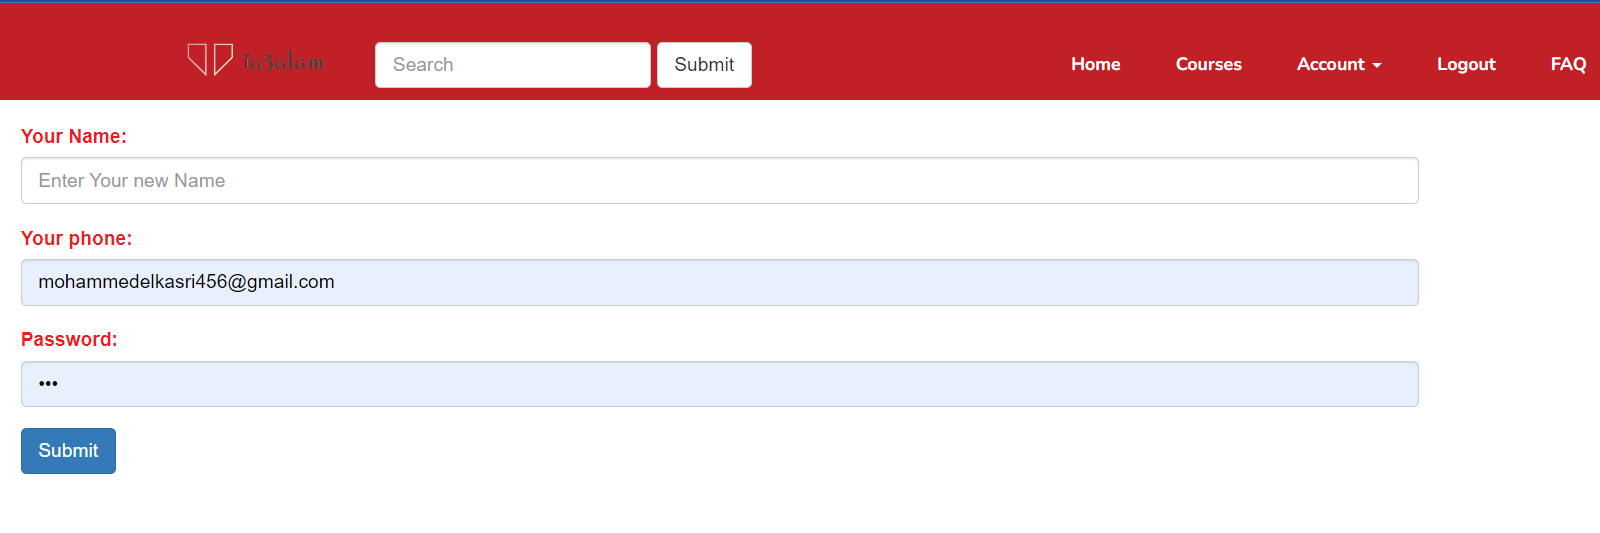 Ta3alam Search Submit Home Courses Account Logout FAQ
Your Name:
Enter Your new Name
Your phone:
mohammedelkasri456@gmail.com
Password:
•••
Submit